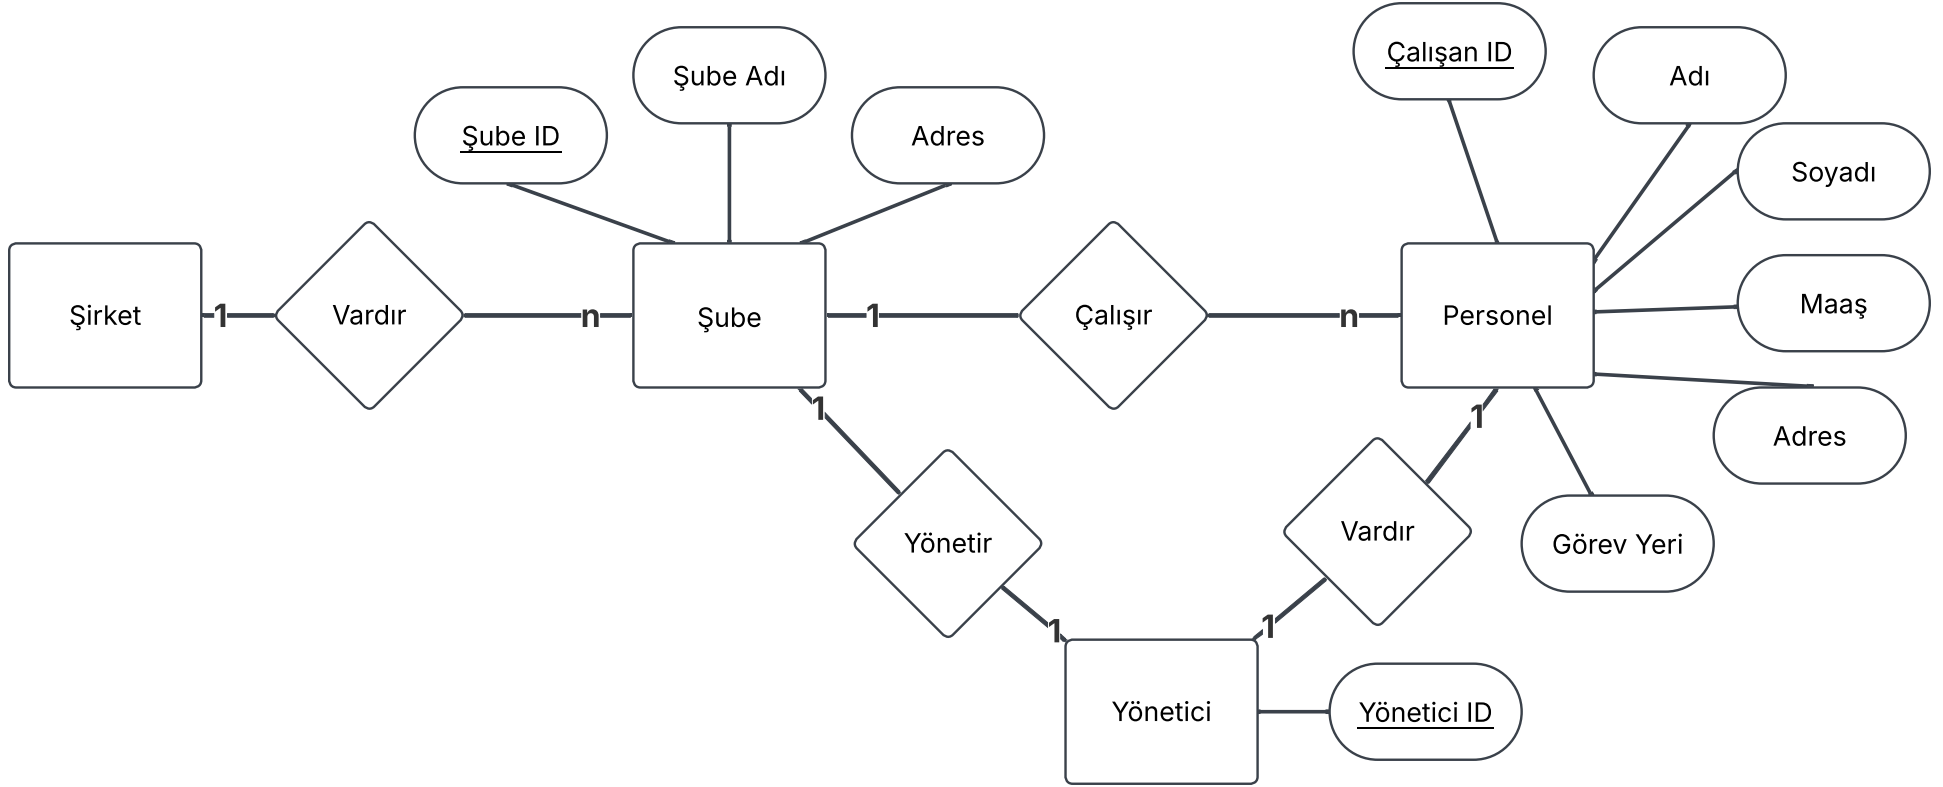 Çalışan ID
Şube Adı
Adı
Şube ID
Adres
Soyadı
Maaş
Şirket
1
Vardır
n
Şube
1
Çalışır
n
Personel
1
1
Adres
Yönetir
Vardır
Görev Yeri
1
1
Yönetici
Yönetici ID